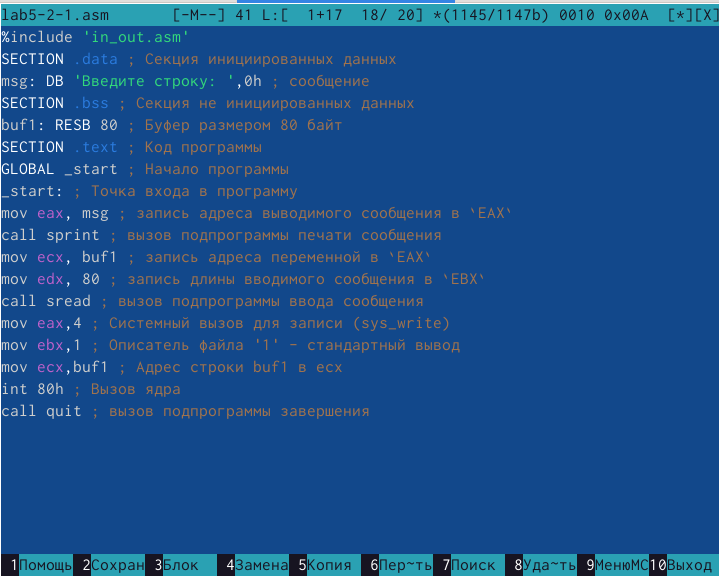 lab5-2-1.asm [-M--] 41 L:[ 1+17 18/ 20] *(1145/1147b) 0010 0x00A [*][X]
%include 'in_out.asm'
SECTION .data ; Секция инициированных данных
msg: DB 'Введите строку: ',0h ; сообщение
SECTION .bss ; Секция не инициированных данных
buf1: RESB 80 ; Буфер размером 80 байт
SECTION .text ; Код программы
GLOBAL _start ; Начало программы
_start: ; Точка входа в программу
mov eax, msg ; запись адреса выводимого сообщения в `EAX`
call sprint ; вызов подпрограммы печати сообщения
mov ecx, buf1 ; запись адреса переменной в `EAX`
mov edx, 80 ; запись длины вводимого сообщения в `EBX`
call sread ; вызов подпрограммы ввода сообщения
mov eax,4 ; Системный вызов для записи (sys_write)
mov ebx,1 ; Описатель файла '1' - стандартный вывод
mov ecx,buf1 ; Адрес строки buf1 в ecx
int 80h ; Вызов ядра
call quit ; вызов подпрограммы завершения
1Помощь 2Сохран 3Блок 4Замена 5Копия 6Пер~ть 7Поиск 8Уда~ть 9МенюMC 10Выход